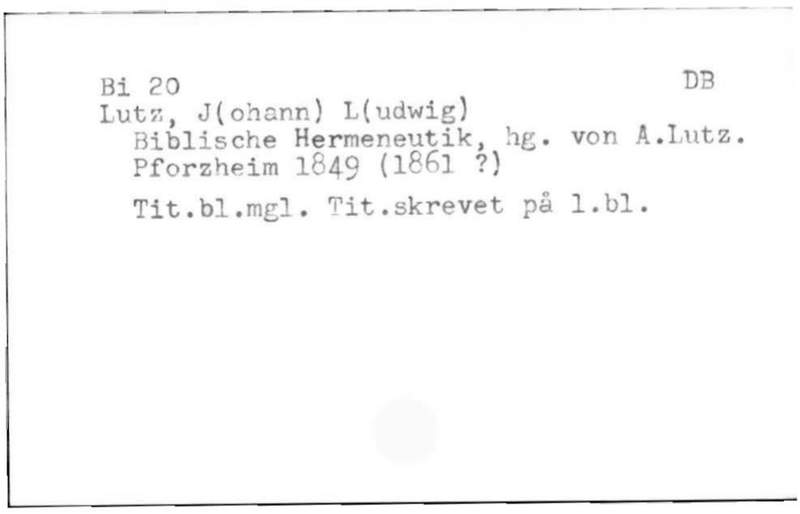 Bi 20 DB
Lutz, J(ohann) L(udwig)
Biblische Hermeneutik, hg. von A.Lutz.
Pforzheim 1849 (1861 ?)
Tit.bl.mgl. Tit.skrevet på l.bl.